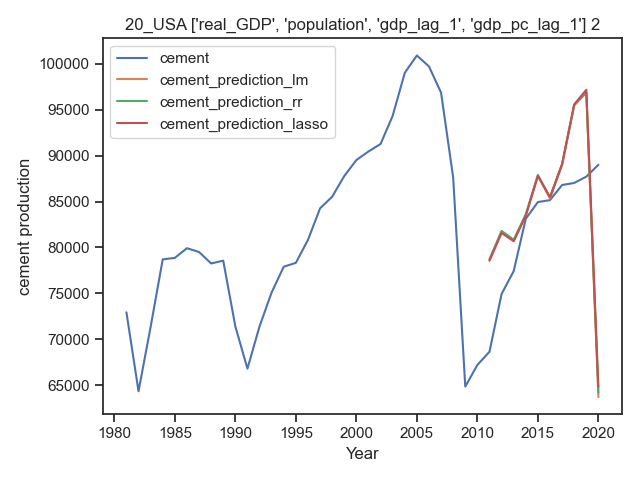 20_USA ['real_GDP', 'population', 'gdp_lag_1', 'gdp_pc_lag_1'] 2
cement
cement_prediction_lm
cement_prediction_rr
cement_prediction_lasso
cement production
100000
95000
90000
85000
80000
75000
70000
65000
1980 1985 1990 1995 2000 2005 2010 2015 2020
Year